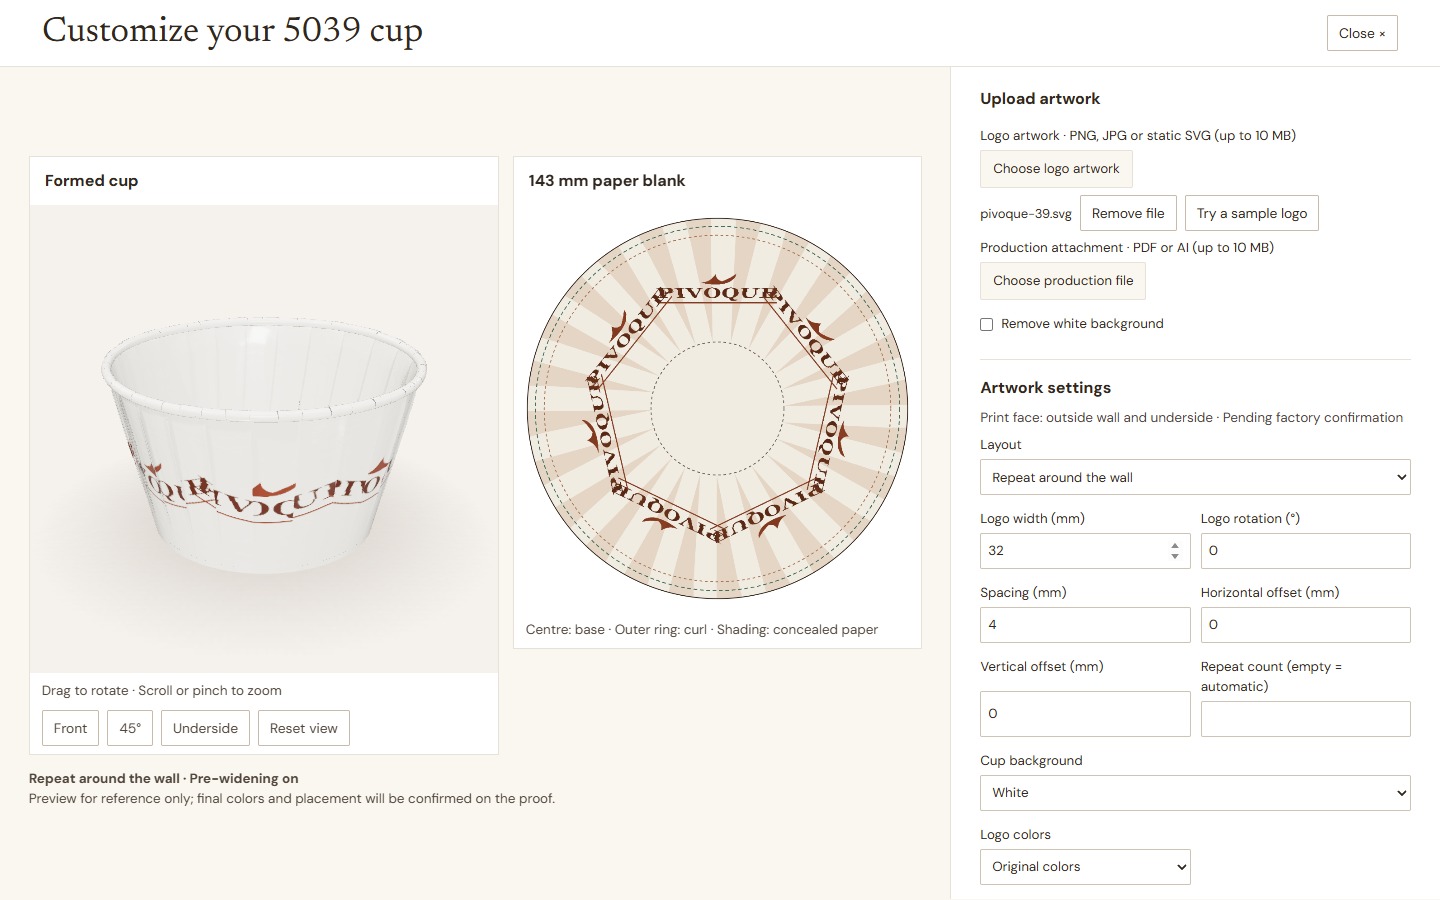 Customize your 5039 cup
Close ×
Formed cup
PIVOQUE
Drag to rotate · Scroll or pinch to zoom
Front
45°
Underside
Reset view
143 mm paper blank
PIVOQUE
PIVOQUE
PIVOQUE
PIVOQUE
PIVOQUE
PIVOQUE
PIVOQUE
Centre: base · Outer ring: curl · Shading: concealed paper
Repeat around the wall · Pre-widening on
Preview for reference only; final colors and placement will be confirmed on the proof.
Upload artwork
Logo artwork · PNG, JPG or static SVG (up to 10 MB)
Choose logo artwork
pivoque-39.svg
Remove file
Try a sample logo
Production attachment · PDF or AI (up to 10 MB)
Choose production file
Remove white background
Artwork settings
Print face: outside wall and underside · Pending factory confirmation
Layout
Repeat around the wall
Logo width (mm)
Logo rotation (°)
32
0
Spacing (mm)
Horizontal offset (mm)
4
0
Vertical offset (mm)
Repeat count (empty =
automatic)
0
Cup background
White
Logo colors
Original colors